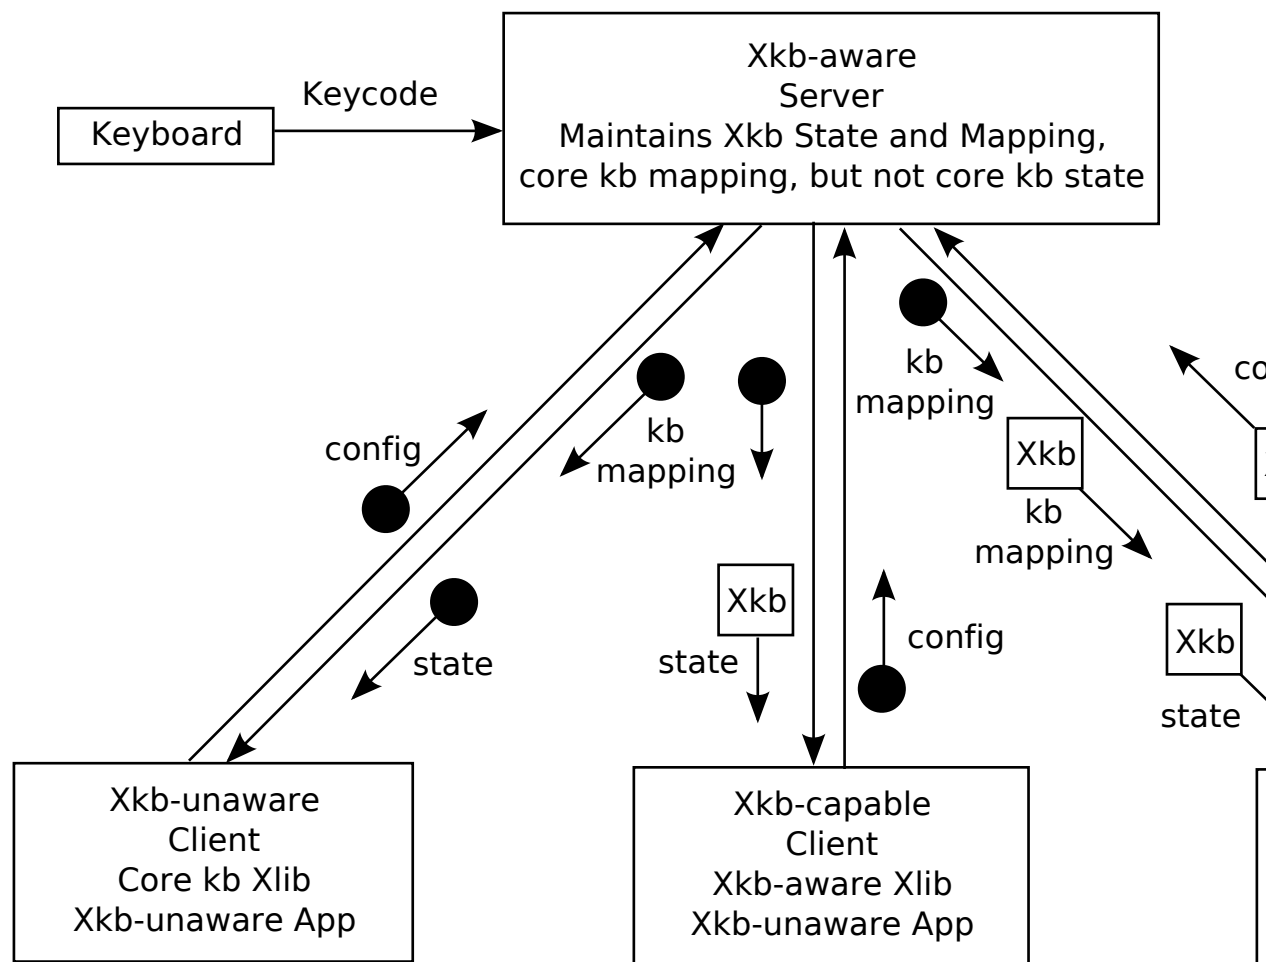 Xkb-aware
Server
Maintains Xkb State and Mapping,
core kb mapping, but not core kb state
Keycode
Keyboard
kb
mapping
config
kb
mapping
Xkb
kb
mapping
Xkb
state
config
state
Xkb
state
Xkb-unaware
Client
Core kb Xlib
Xkb-unaware App
Xkb-capable
Client
Xkb-aware Xlib
Xkb-unaware App